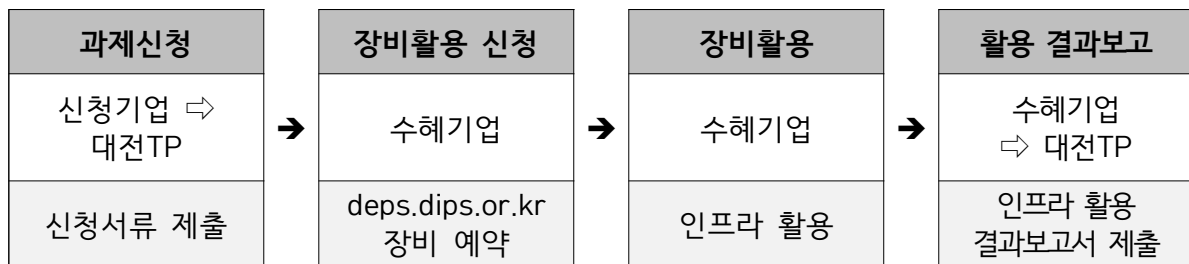 과제신청
신청기업 ⇨
대전TP
신청서류 제출
➔
장비활용 신청
수혜기업
deps.dips.or.kr
장비 예약
➔
장비활용
수혜기업
인프라 활용
➔
활용 결과보고
수혜기업
⇨ 대전TP
인프라 활용
결과보고서 제출